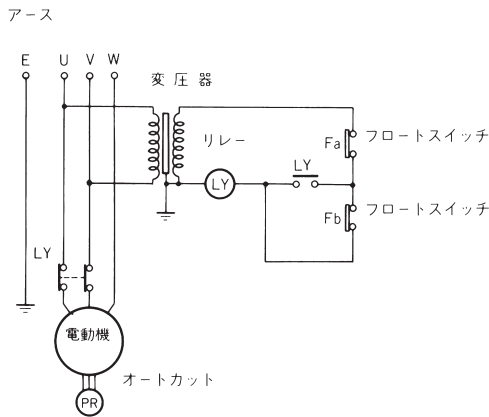 アース
E U V W
変圧器
リレー
Fa フロートスイッチ
LY
LY
Fb フロートスイッチ
LY
電動機
オートカット
PR